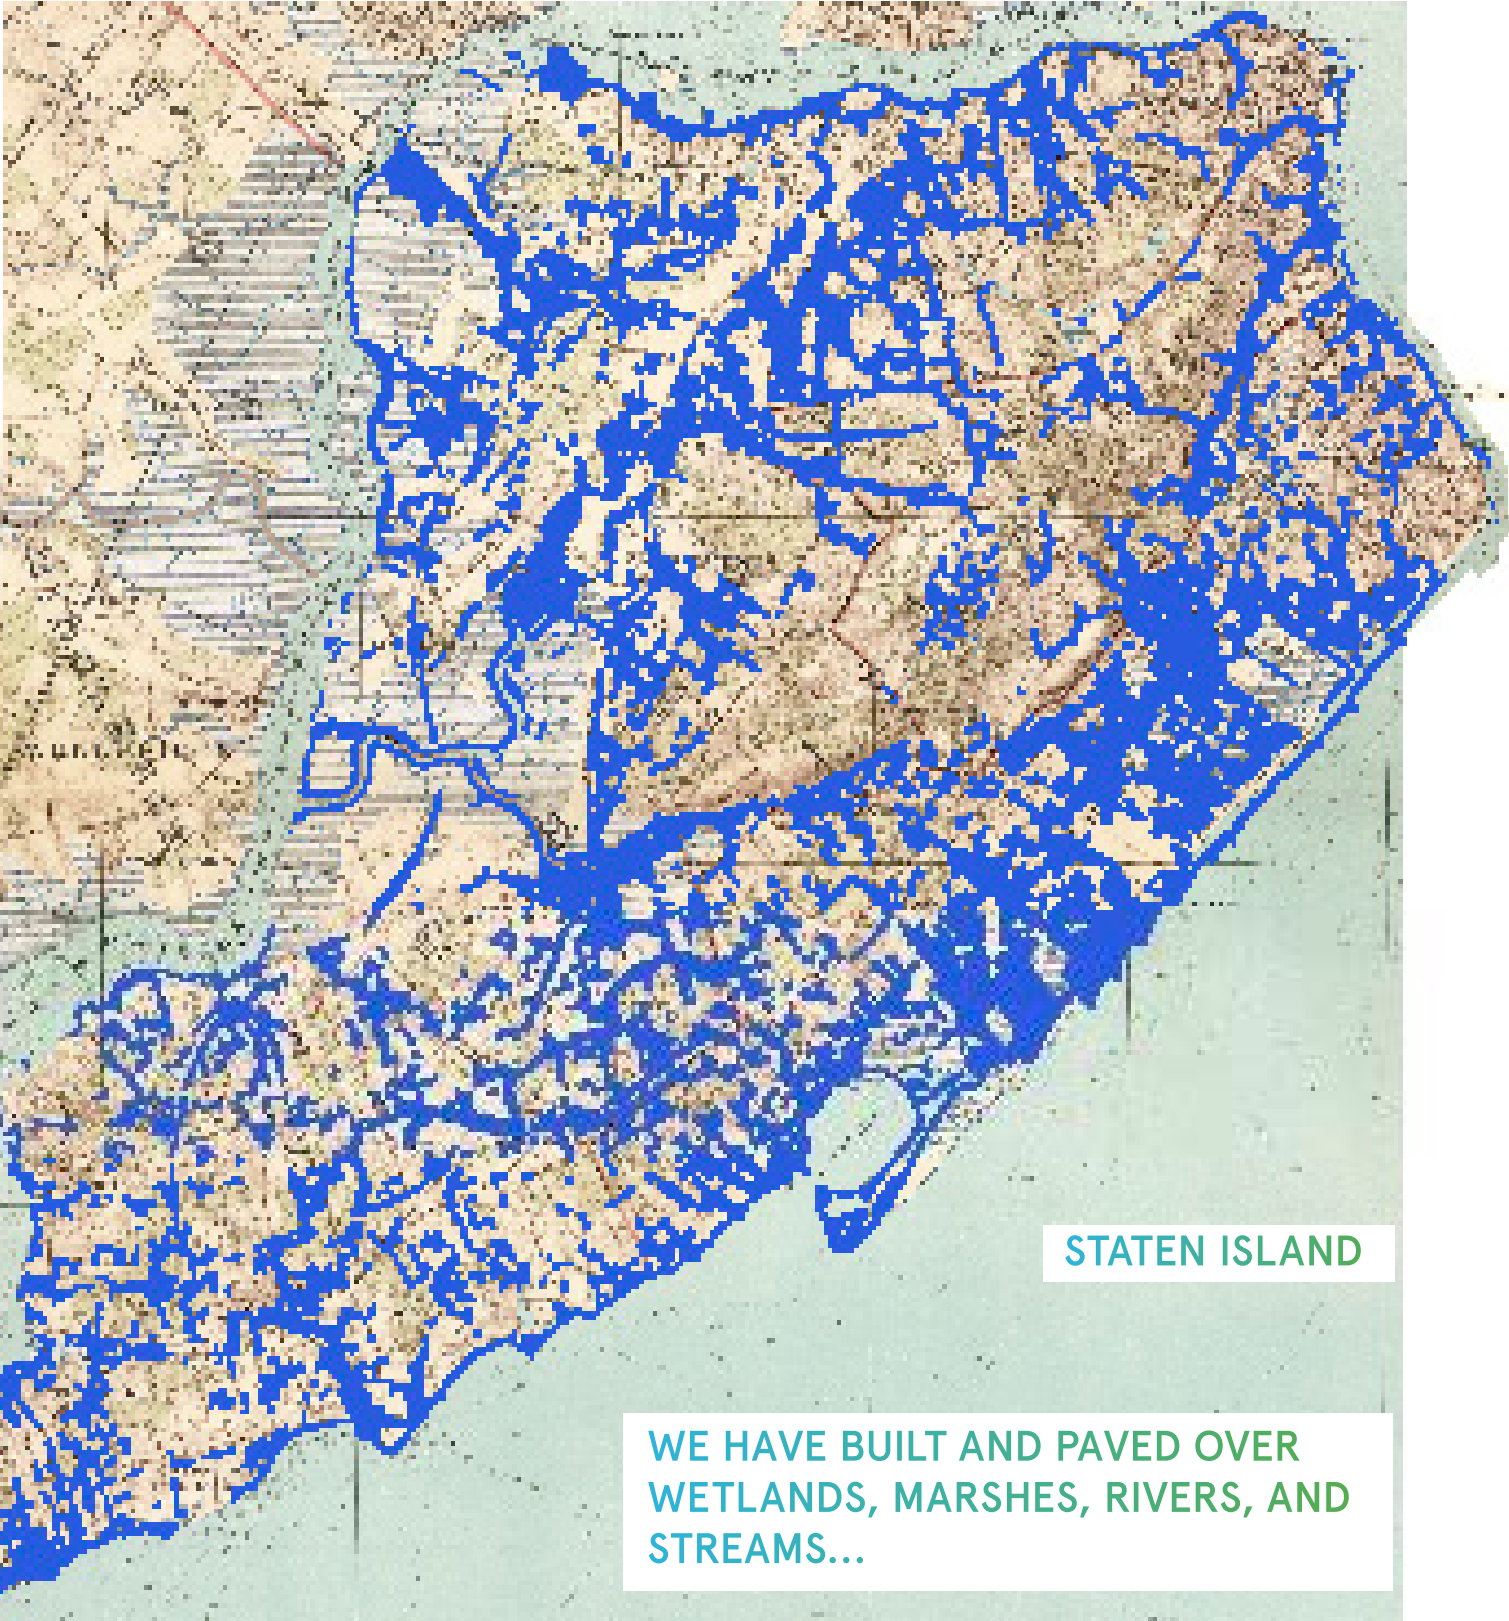 STATEN ISLAND
WE HAVE BUILT AND PAVED OVER
WETLANDS, MARSHES, RIVERS, AND
STREAMS...